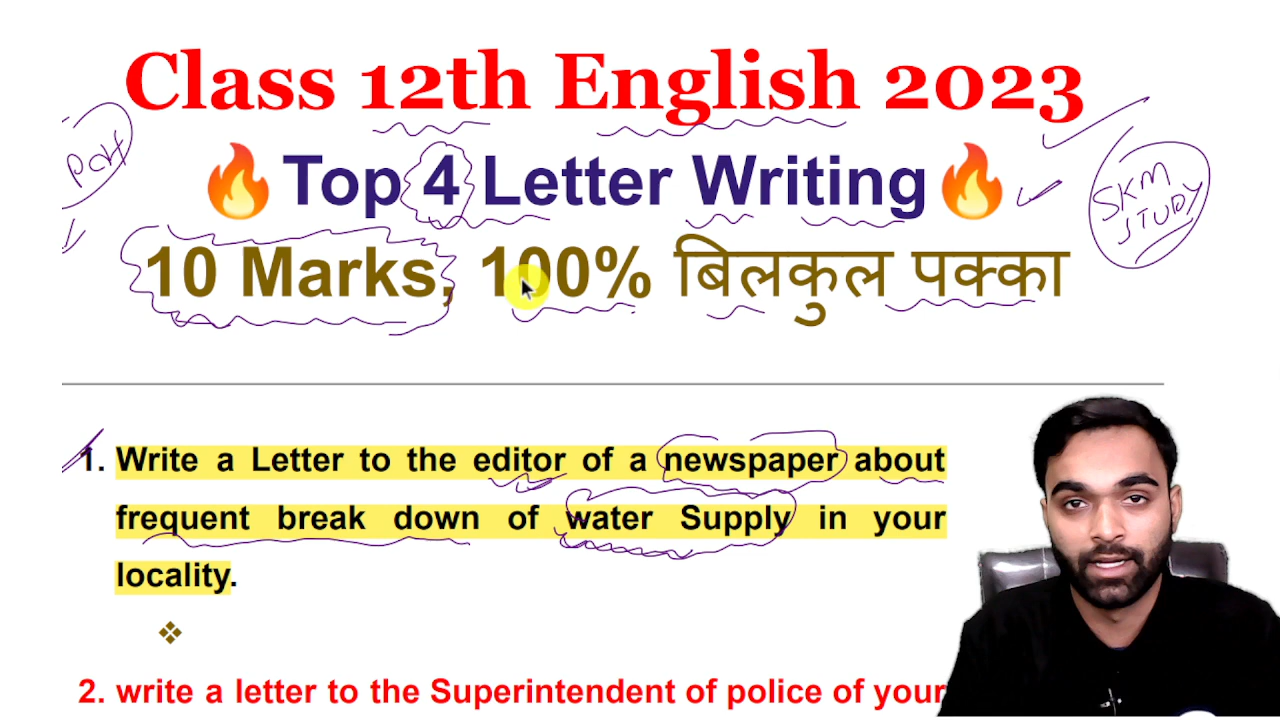 Class 12th English 2023
🔥Top 4 Letter Writing🔥
10 Marks, 100% बिलकुल पक्का
SKM
STUDY
1. Write a Letter to the editor of a newspaper about
frequent break down of water Supply in your
locality.
2. write a letter to the Superintendent of police of your